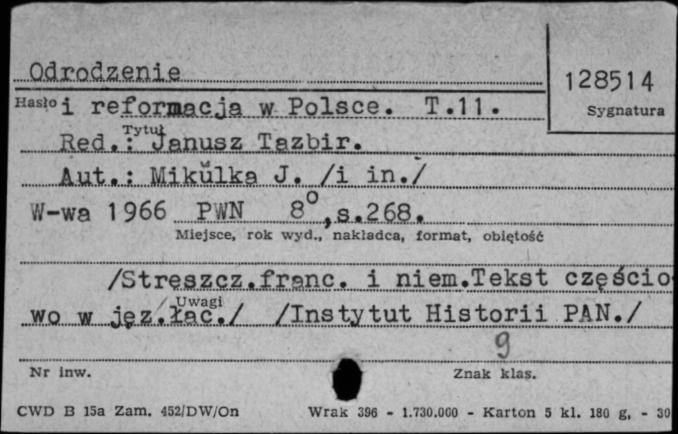 Odrodzenie
128514
Hasło i reformacja w Polsce. T.11.
Sygnatura
Tytuł
Red.: Janusz Tazbir.
Aut.: Mikulka J. /i in./
W-wa 1966 PWN 8⁰,s.268.
Miejsce, rok wyd., nakładca, format, objętość
/Streszcz.franc. i niem.Tekst częścio
Uwagi
wo w jęz.łac./ /Instytut Historii PAN./
9
Nr inw.
Znak klas.
CWD B 15a Zam. 452/DW/On Wrak 396 - 1.730.000 - Karton 5 kl. 180 g, - 30